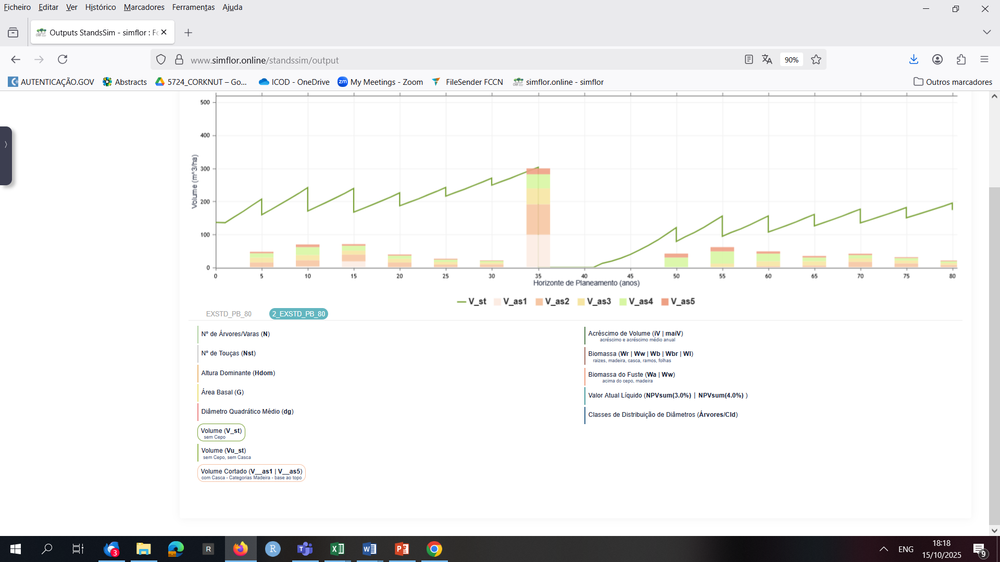 Ficheiro Editar Ver Histórico Marcadores Ferramentas Ajuda
Outputs StandsSim - simflor : Fo
www.simflor.online/standssim/output
90%
AUTENTICAÇÃO.GOV Abstracts 5724_CORKNUT – Go... ICOD - OneDrive zm My Meetings - Zoom FileSender FCCN simflor.online - simflor Outros marcadores
500
400
300
200
100
0
Volume (m^3/ha)
0 5 10 15 20 25 30 35 40 45 50 55 60 65 70 75 80
Horizonte de Planeamento (anos)
V_st V_as1 V_as2 V_as3 V_as4 V_as5
EXSTD_PB_80 2_EXSTD_PB_80
Nº de Árvores/Varas (N)
Nº de Touças (Nst)
Altura Dominante (Hdom)
Área Basal (G)
Diâmetro Quadrático Médio (dg)
Volume (V_st)
sem Cepo
Volume (Vu_st)
sem Cepo, sem Casca
Volume Cortado (V__as1 | V__as5)
com Casca - Categorias Madeira - base ao topo
Acréscimo de Volume (iV | maiV)
acréscimo e acréscimo médio anual
Biomassa (Wr | Ww | Wb | Wbr | Wl)
raizes, madeira, casca, ramos, folhas
Biomassa do Fuste (Wa | Ww)
acima do cepo, madeira
Valor Atual Líquido (NPVsum(3.0%) | NPVsum(4.0%) )
Classes de Distribuição de Diâmetros (Árvores/Cld)
3
R
R
ENG
18:18
15/10/2025
9